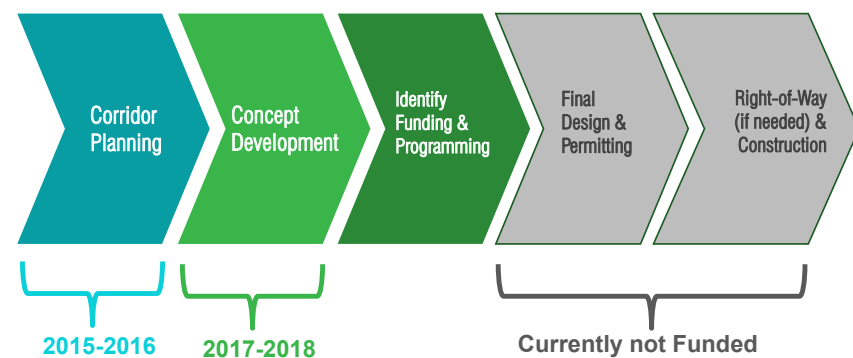 Corridor
Planning
Concept
Development
Identify
Funding &
Programming
Final
Design &
Permitting
Right-of-Way
(if needed) &
Construction
2015-2016
2017-2018
Currently not Funded